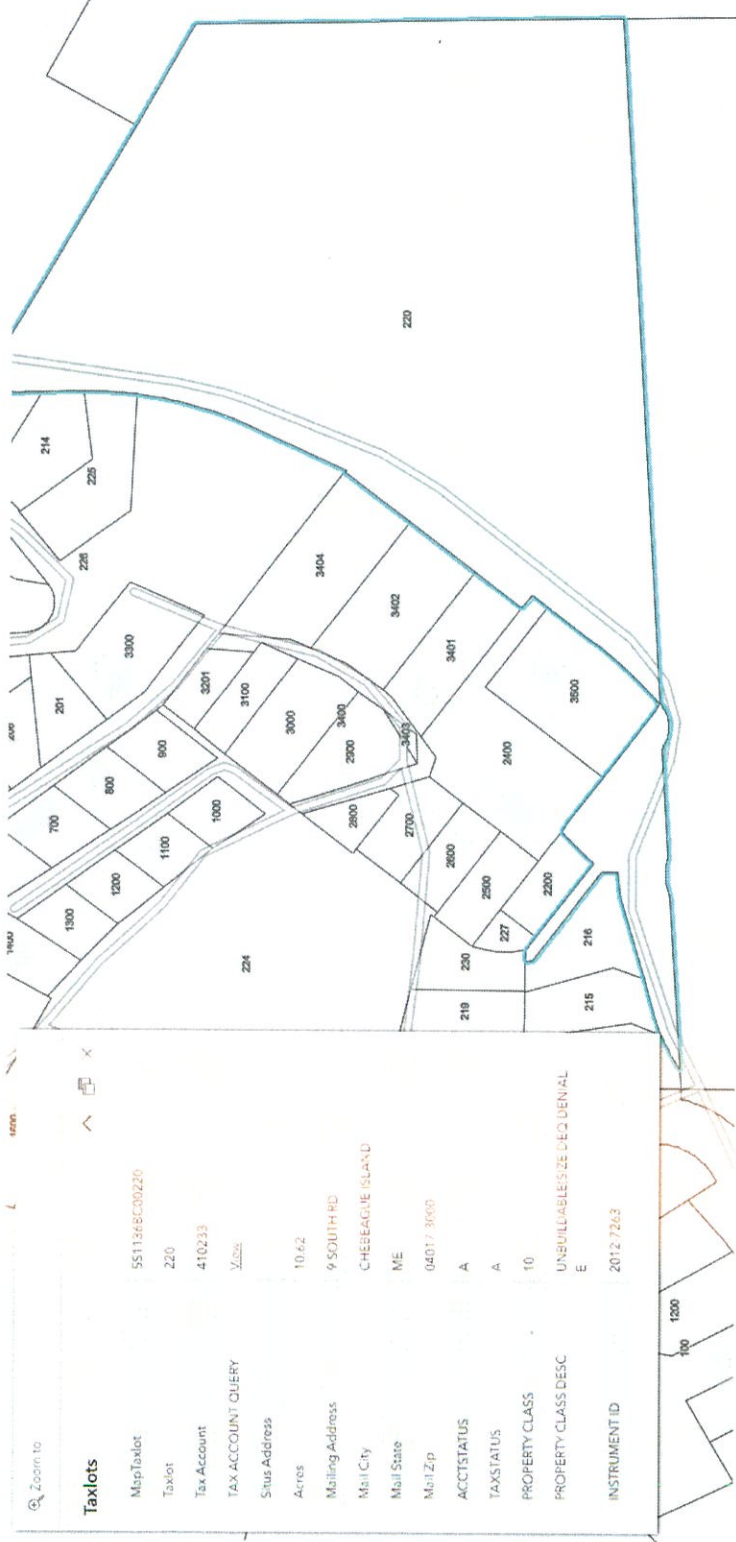 Zoom to
Taxlots
MapTaxlot 5S1136BC00220
Taxlot 220
Tax Account 410233
TAX ACCOUNT QUERY View
Situs Address
Acres 10.62
Mailing Address 9 SOUTH RD
Mail City CHEBEAGUE ISLAND
Mail State ME
Mail Zip 04017 3000
ACCTSTATUS A
TAXSTATUS A
PROPERTY CLASS 10
PROPERTY CLASS DESC UNBUILDABLE(SIZE DEQ DENIAL
E
INSTRUMENT ID 2012 7263
1400
1300
1200
1100
1000
700
800
900
201
3300
226
214
225
220
3201
3100
3000
3400
2900
3403
3404
3402
3401
3500
2400
2800
2700
2600
2500
2200
227
230
219
224
216
215
1200
100